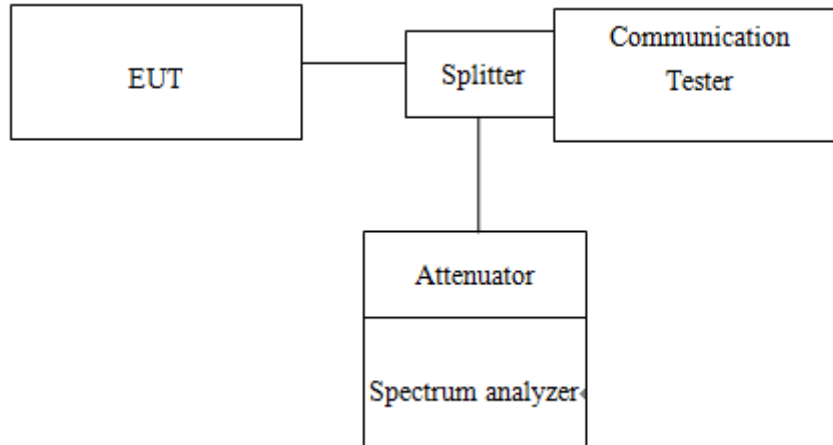 EUT
Splitter
Communication
Tester
Attenuator
Spectrum analyzer